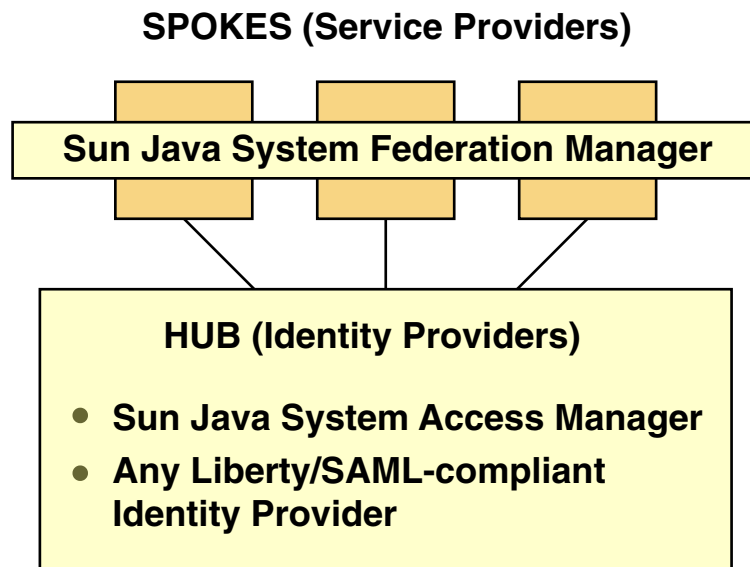 SPOKES (Service Providers)
Sun Java System Federation Manager
HUB (Identity Providers)
• Sun Java System Access Manager
• Any Liberty/SAML-compliant
Identity Provider